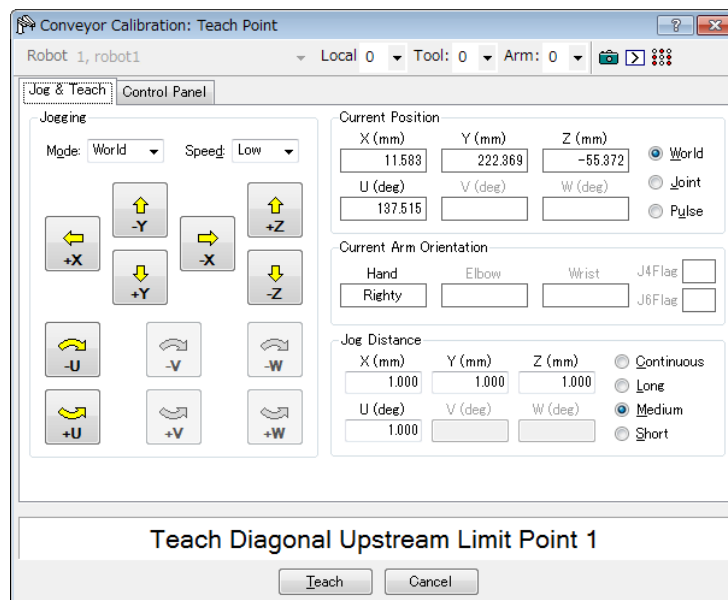 Conveyor Calibration: Teach Point
Robot 1, robot1 Local 0 Tool: 0 Arm: 0
Jog & Teach Control Panel
Jogging
Mode: World Speed: Low
-Y +Z
+X -X
+Y -Z
-U -V -W
+U +V +W
Current Position
X (mm) Y (mm) Z (mm)
11.583 222.369 -55.372
U (deg) V (deg) W (deg)
137.515
World
Joint
Pulse
Current Arm Orientation
Hand Elbow Wrist J4Flag
Righty J6Flag
Jog Distance
X (mm) Y (mm) Z (mm)
1.000 1.000 1.000
U (deg) V (deg) W (deg)
1.000
Continuous
Long
Medium
Short
Teach Diagonal Upstream Limit Point 1
Teach Cancel